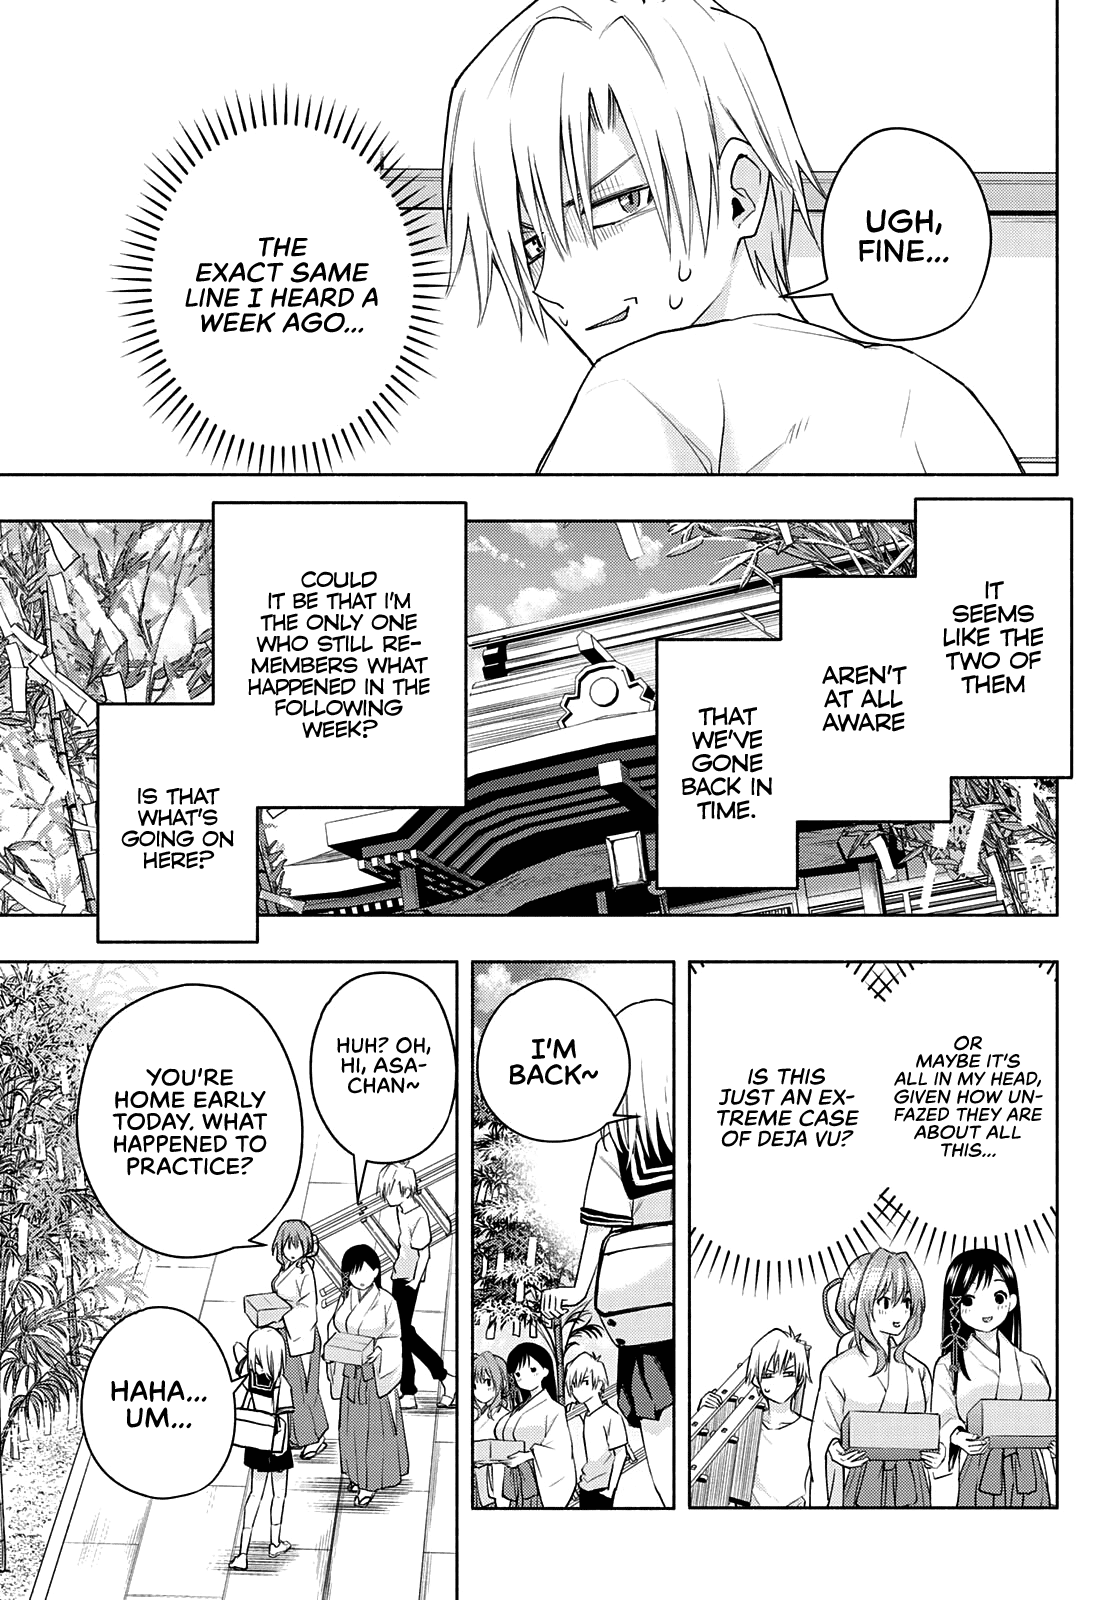 UGH,
FINE...
THE
EXACT SAME
LINE I HEARD A
WEEK AGO...
IT
SEEMS
LIKE THE
TWO OF
THEM
AREN'T
AT ALL
AWARE
THAT
WE'VE
GONE
BACK IN
TIME.
COULD
IT BE THAT I'M
THE ONLY ONE
WHO STILL RE-
MEMBERS WHAT
HAPPENED IN THE
FOLLOWING
WEEK?
IS THAT
WHAT'S
GOING ON
HERE?
OR
MAYBE IT'S
ALL IN MY HEAD,
GIVEN HOW UN-
FAZED THEY ARE
ABOUT ALL
THIS...
IS THIS
JUST AN EX-
TREME CASE
OF DEJA VU?
I'M
BACK~
HUH? OH,
HI, ASA-
CHAN~
YOU'RE
HOME EARLY
TODAY. WHAT
HAPPENED TO
PRACTICE?
HAHA...
UM...